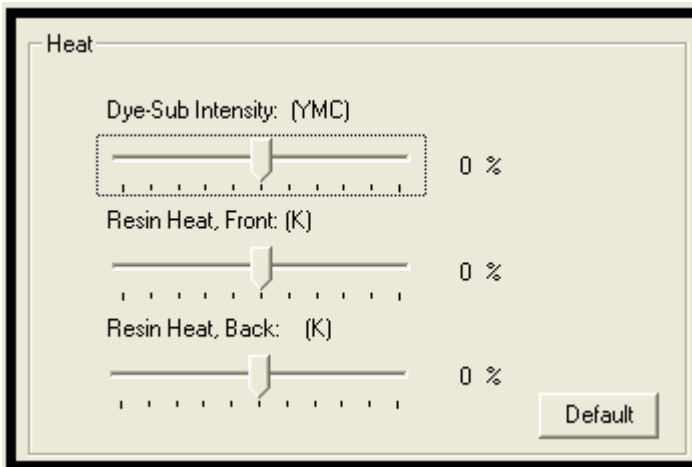 Heat
Dye-Sub Intensity: (YMC)
0 %
Resin Heat, Front: (K)
0 %
Resin Heat, Back: (K)
0 %
Default